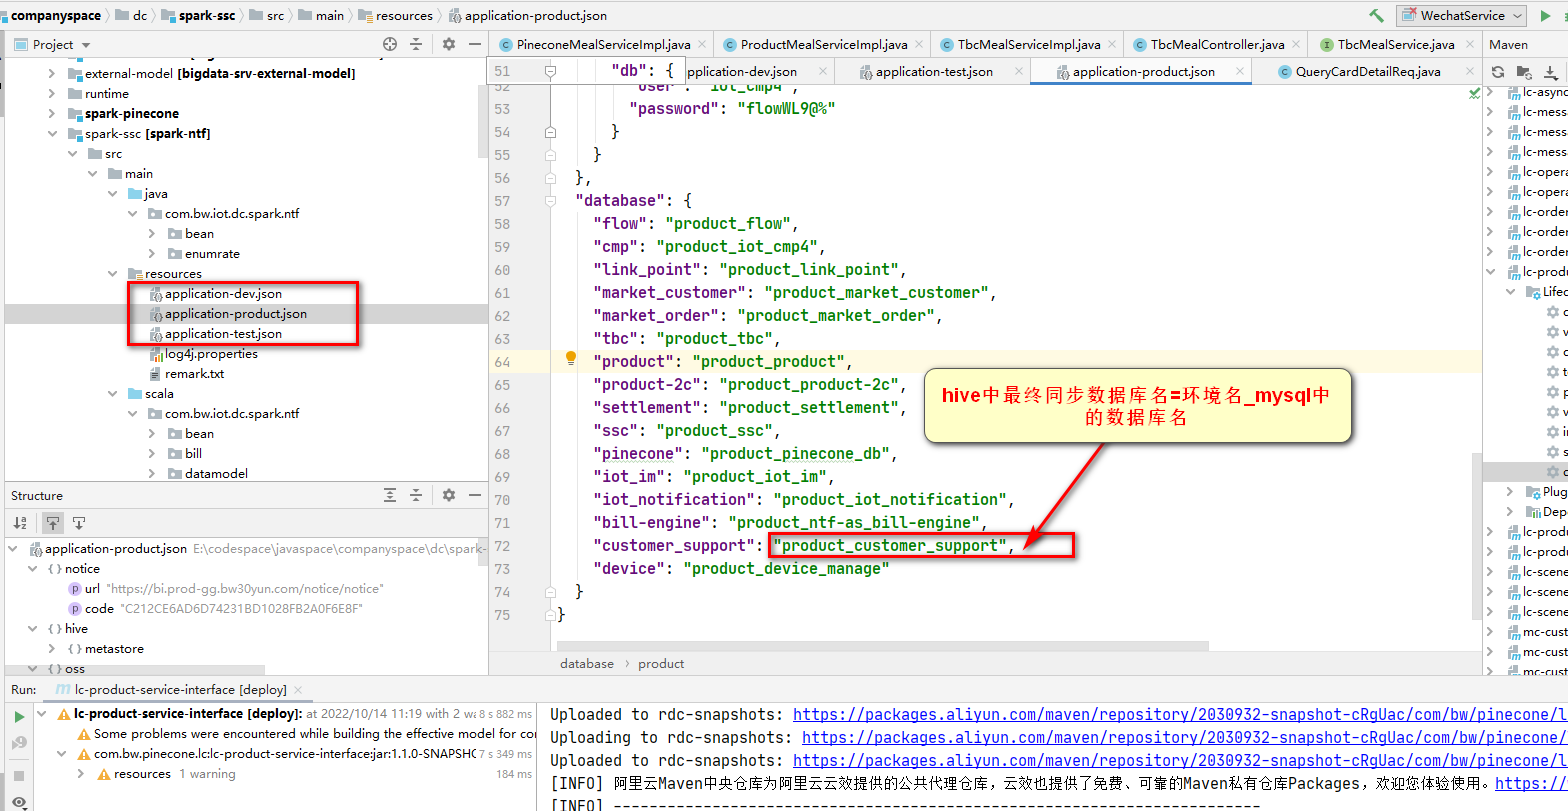 companyspace dc spark-ssc src main resources application-product.json WechatService
Project
PineconeMealServiceImpl.java ProductMealServiceImpl.java TbcMealServiceImpl.java TbcMealController.java TbcMealService.java Maven
51 "db": { pplication-dev.json application-test.json application-product.json QueryCardDetailReq.java
external-model [bigdata-srv-external-model]
runtime
spark-pinecone
spark-ssc [spark-ntf]
src
main
java
com.bw.iot.dc.spark.ntf
bean
enumrate
resources
application-dev.json
application-product.json
application-test.json
log4j.properties
remark.txt
scala
com.bw.iot.dc.spark.ntf
bean
bill
datamodel
52 "user": "iot_cmp4",
53 "password": "flowWL9@%"
54 }
55 }
56 },
57 "database": {
58 "flow": "product_flow",
59 "cmp": "product_iot_cmp4",
60 "link_point": "product_link_point",
61 "market_customer": "product_market_customer",
62 "market_order": "product_market_order",
63 "tbc": "product_tbc",
64 "product": "product_product",
65 "product-2c": "product_product-2c",
66 "settlement": "product_settlement",
67 "ssc": "product_ssc",
68 "pinecone": "product_pinecone_db",
69 "iot_im": "product_iot_im",
70 "iot_notification": "product_iot_notification",
71 "bill-engine": "product_ntf-as_bill-engine",
72 "customer_support": "product_customer_support",
73 "device": "product_device_manage"
74 }
75 }
hive中最终同步数据库名=环境名_mysql中
的数据库名
database product
lc-async
lc-mess
lc-mess
lc-opera
lc-opera
lc-order
lc-order
lc-order
lc-produ
Lifec
Plug
Depe
lc-produ
lc-produ
lc-scene
lc-scene
lc-scene
mc-cust
mc-cust
mc-cust
Structure
application-product.json E:\codespace\javaspace\companyspace\dc\spark-
notice
url "https://bi.prod-gg.bw30yun.com/notice/notice"
code "C212CE6AD6D74231BD1028FB2A0F6E8F"
hive
metastore
oss
Run: lc-product-service-interface [deploy]
lc-product-service-interface [deploy]: at 2022/10/14 11:19 with 2 wa 8 s 882 ms
Some problems were encountered while building the effective model for con
com.bw.pinecone.lc:lc-product-service-interface:jar:1.1.0-SNAPSHO 7 s 349 ms
resources 1 warning 184 ms
Uploaded to rdc-snapshots: https://packages.aliyun.com/maven/repository/2030932-snapshot-cRgUac/com/bw/pinecone/l
Uploading to rdc-snapshots: https://packages.aliyun.com/maven/repository/2030932-snapshot-cRgUac/com/bw/pinecone/
Uploaded to rdc-snapshots: https://packages.aliyun.com/maven/repository/2030932-snapshot-cRgUac/com/bw/pinecone/l
[INFO] 阿里云Maven中央仓库为阿里云云效提供的公共代理仓库，云效也提供了免费、可靠的Maven私有仓库Packages，欢迎您体验使用。https://
[INFO] ------------------------------------------------------------------------